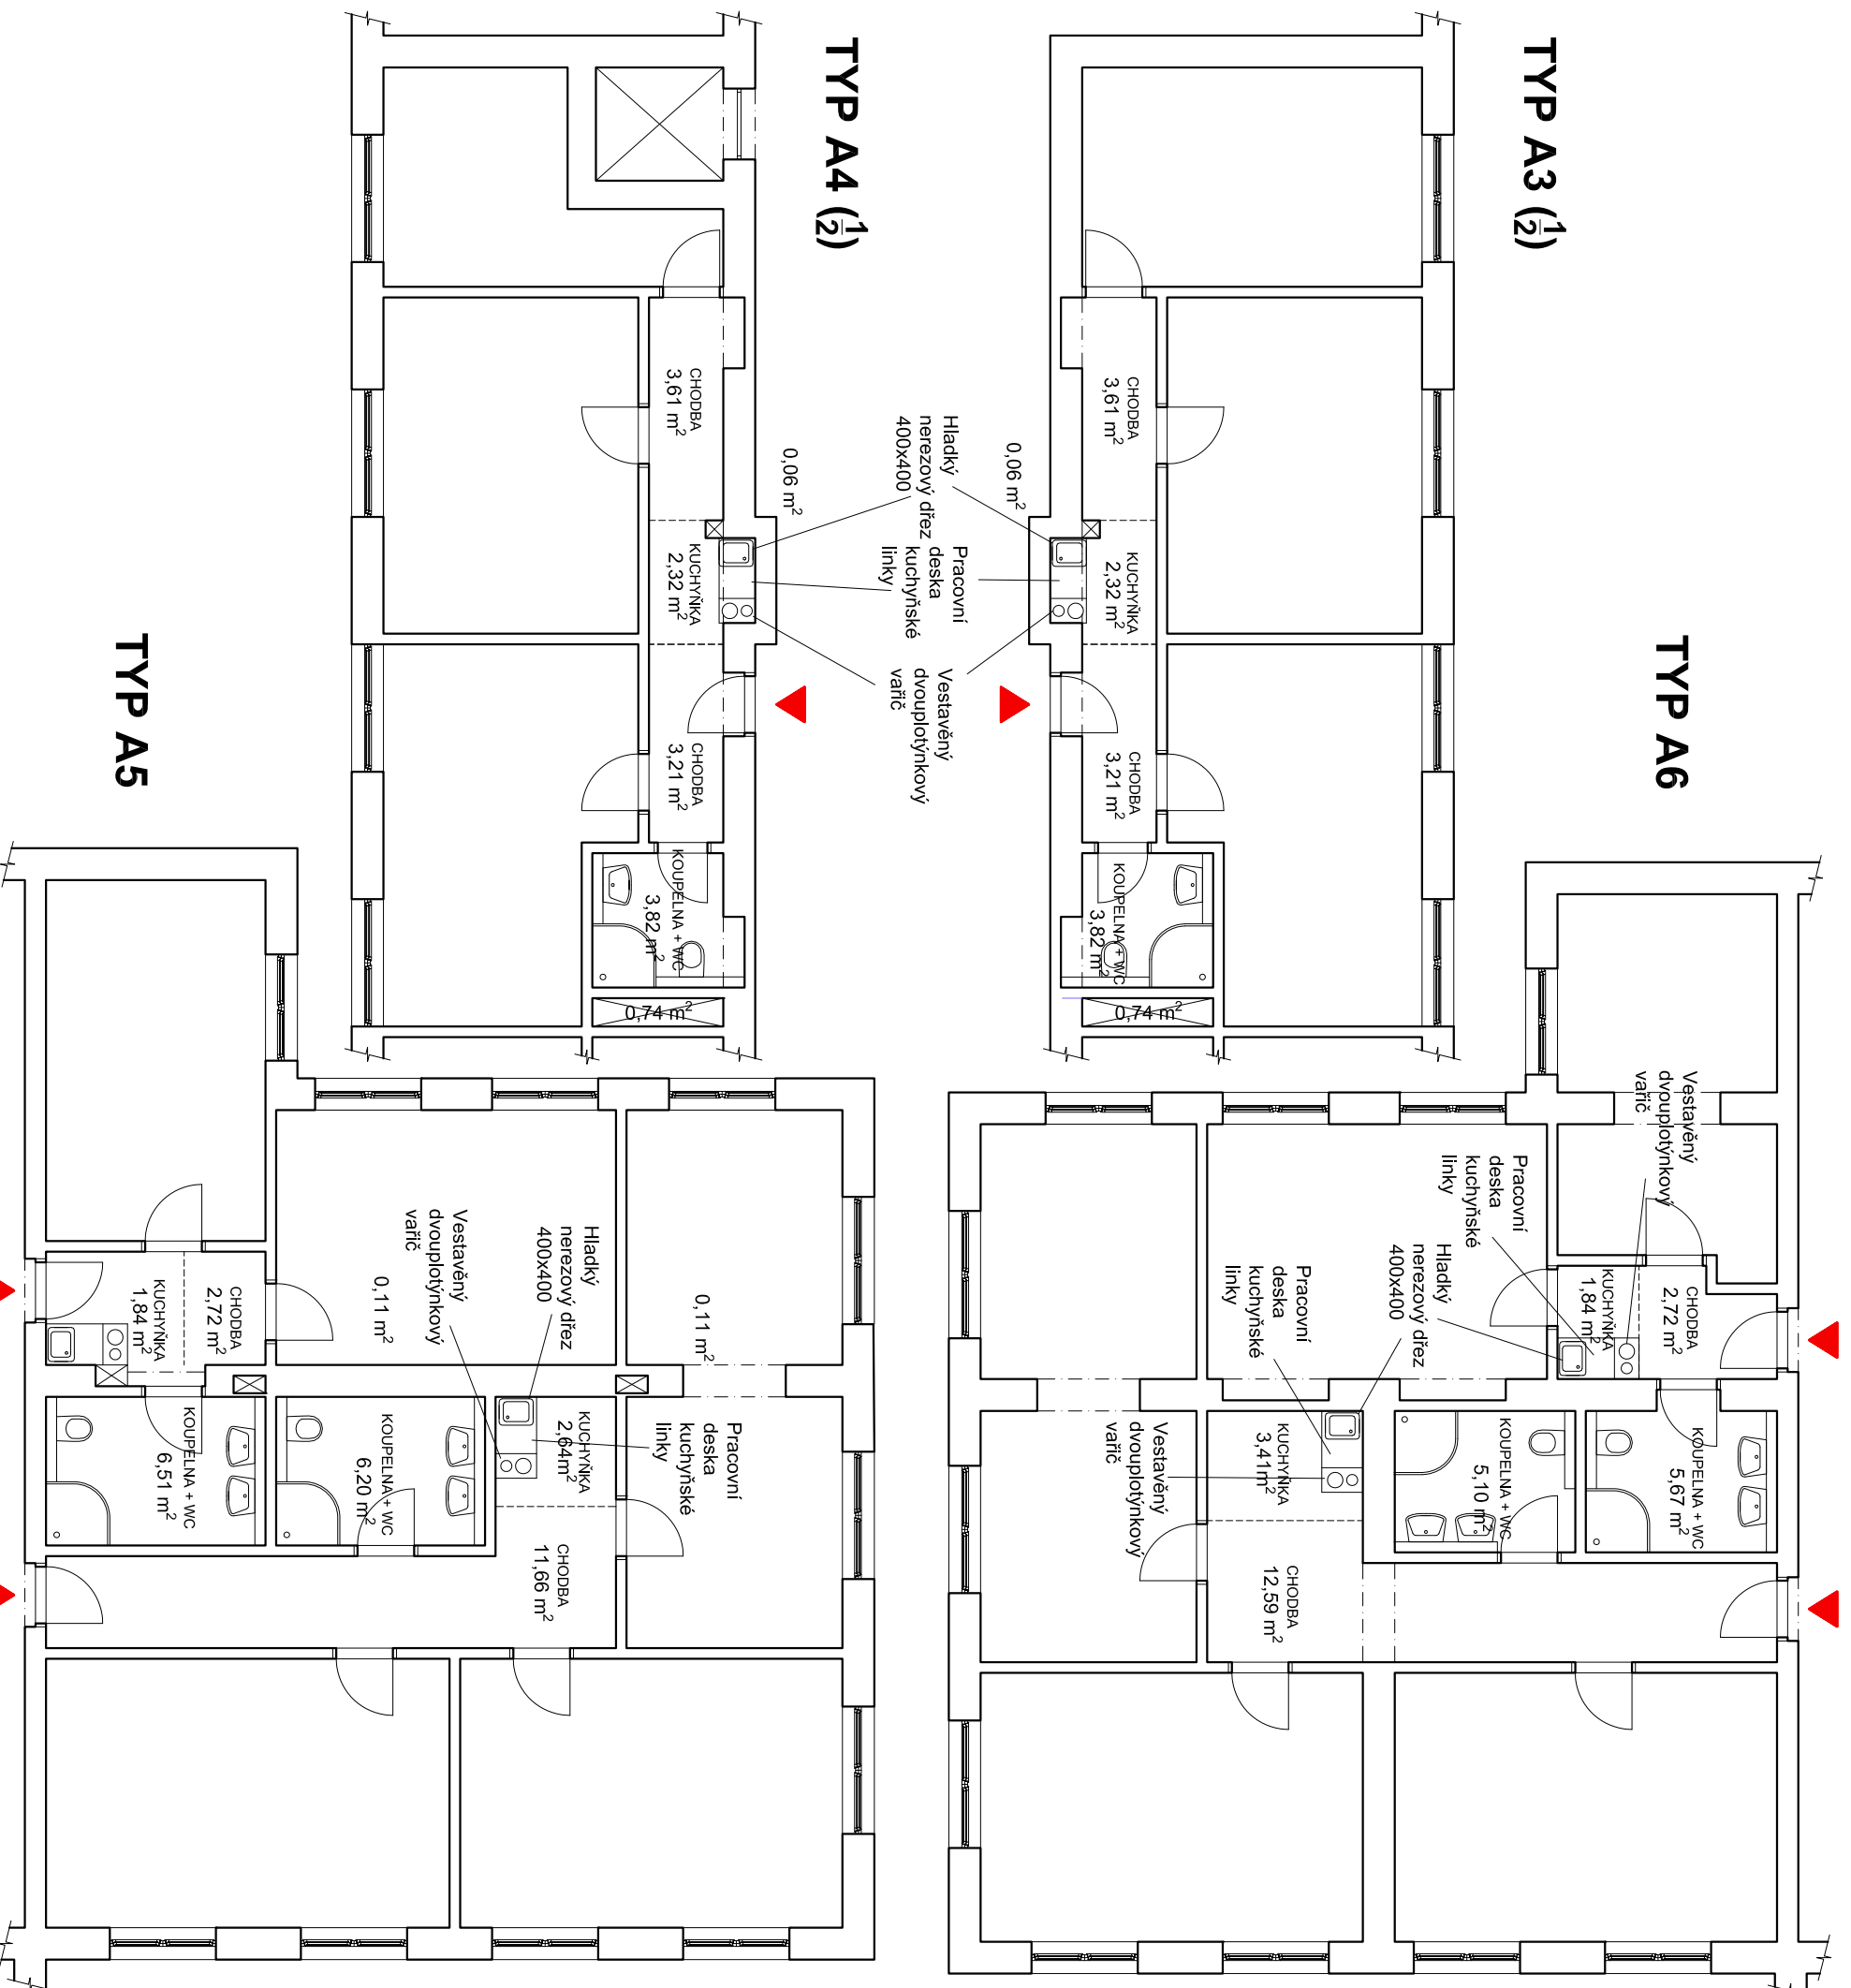 TYP A3 (½)
CHODBA
3,61 m²
KUCHYŇKA
2,32 m²
CHODBA
3,21 m²
KOUPELNA + WC
3,82 m²
0,74 m²
0,06 m²
Hladký
nerezový dřez
400x400
Pracovní
deska
kuchyňské
linky
Vestavěný
dvouplotýnkový
vařič
TYP A4 (½)
0,06 m²
CHODBA
3,61 m²
KUCHYŇKA
2,32 m²
CHODBA
3,21 m²
KOUPELNA + WC
3,82 m²
0,74 m²
TYP A6
Vestavěný
dvouplotýnkový
vařič
Pracovní
deska
kuchyňské
linky
Hladký
nerezový dřez
400x400
Pracovní
deska
kuchyňské
linky
Vestavěný
dvouplotýnkový
vařič
CHODBA
2,72 m²
KUCHYŇKA
1,84 m²
KOUPELNA + WC
5,67 m²
KOUPELNA + WC
5,10 m²
KUCHYŇKA
3,41m²
CHODBA
12,59 m²
TYP A5
0,11 m²
Pracovní
deska
kuchyňské
linky
Hladký
nerezový dřez
400x400
Vestavěný
dvouplotýnkový
vařič
0,11 m²
KUCHYŇKA
2,64m²
CHODBA
11,66 m²
CHODBA
2,72 m²
KUCHYŇKA
1,84 m²
KOUPELNA + WC
6,20 m²
KOUPELNA + WC
6,51 m²